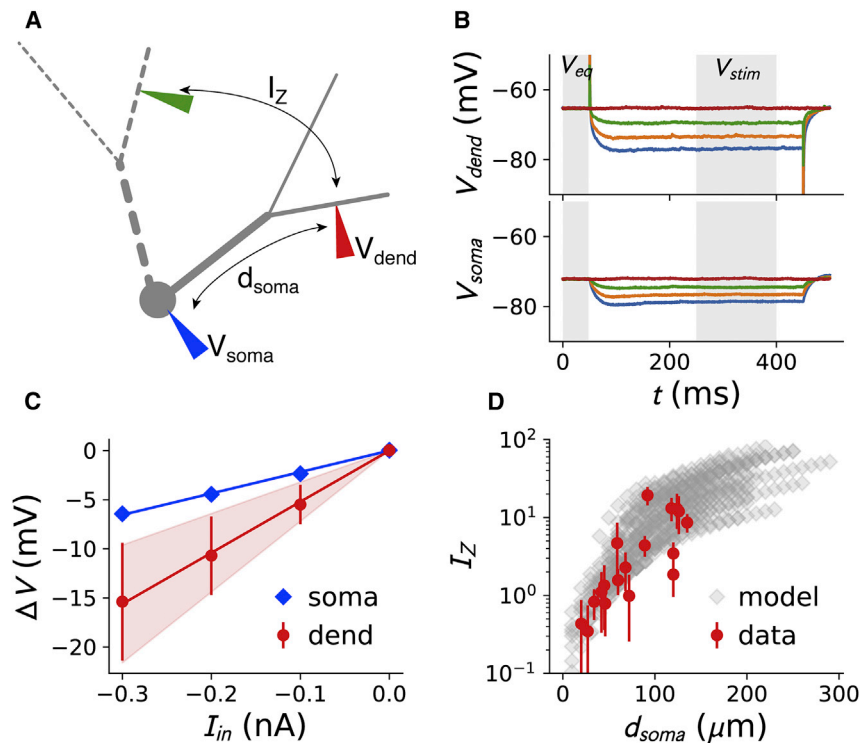 A
I_Z
V_dend
d_soma
V_soma
B
V_eq
V_stim
−60
−80
V_dend (mV)
−60
−80
V_soma
0
200
400
t (ms)
C
0
−5
−10
−15
−20
ΔV (mV)
soma
dend
−0.3
−0.2
−0.1
0.0
I_in (nA)
D
10^2
10^1
10^0
10^−1
I_Z
model
data
0
100
200
300
d_soma (μm)